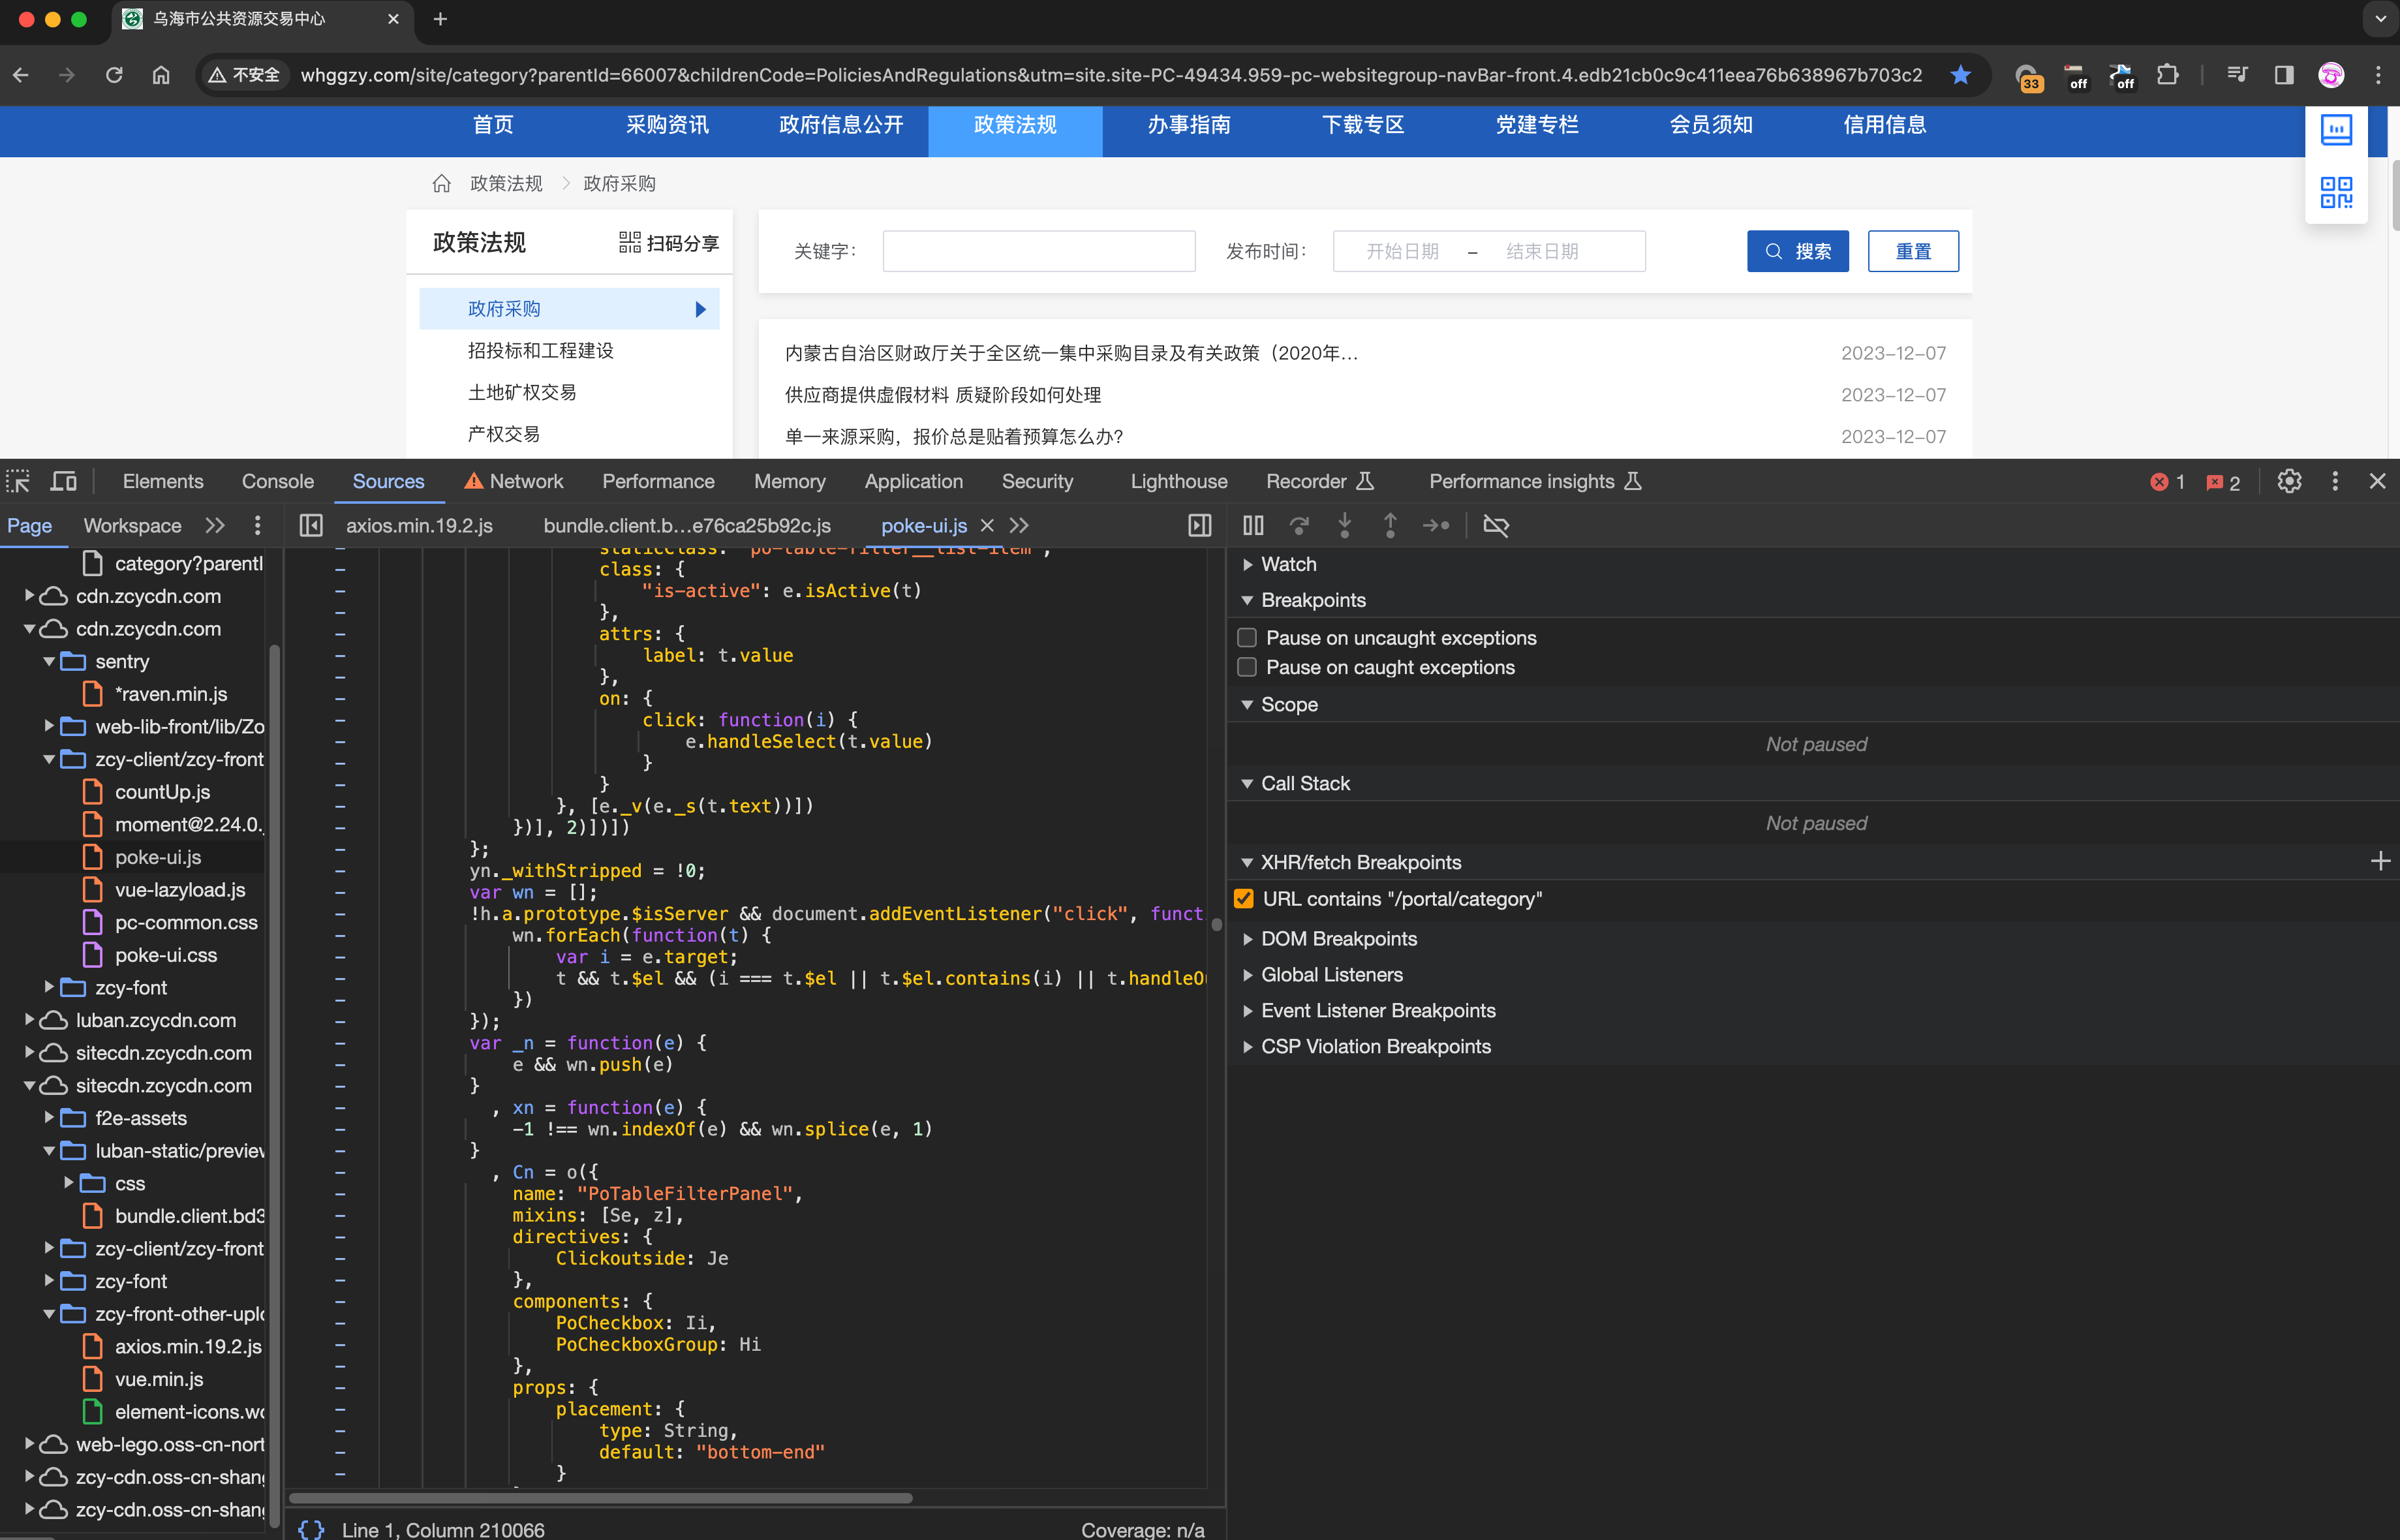 乌海市公共资源交易中心
不安全
whggzy.com/site/category?parentId=66007&childrenCode=PoliciesAndRegulations&utm=site.site-PC-49434.959-pc-websitegroup-navBar-front.4.edb21cb0c9c411eea76b638967b703c2
33
off
off
首页 采购资讯 政府信息公开 政策法规 办事指南 下载专区 党建专栏 会员须知 信用信息
政策法规 政府采购
政策法规 扫码分享
政府采购
招投标和工程建设
土地矿权交易
产权交易
关键字： 发布时间： 开始日期 – 结束日期 搜索 重置
内蒙古自治区财政厅关于全区统一集中采购目录及有关政策（2020年... 2023-12-07
供应商提供虚假材料 质疑阶段如何处理 2023-12-07
单一来源采购，报价总是贴着预算怎么办？ 2023-12-07
Elements Console Sources Network Performance Memory Application Security Lighthouse Recorder Performance insights 1 2
Page Workspace
axios.min.19.2.js bundle.client.b…e76ca25b92c.js poke-ui.js
category?parentI
cdn.zcycdn.com
cdn.zcycdn.com
sentry
*raven.min.js
web-lib-front/lib/Zo
zcy-client/zcy-front
countUp.js
moment@2.24.0.
poke-ui.js
vue-lazyload.js
pc-common.css
poke-ui.css
zcy-font
luban.zcycdn.com
sitecdn.zcycdn.com
sitecdn.zcycdn.com
f2e-assets
luban-static/preview
css
bundle.client.bd3
zcy-client/zcy-front
zcy-font
zcy-front-other-uplo
axios.min.19.2.js
vue.min.js
element-icons.wo
web-lego.oss-cn-nort
zcy-cdn.oss-cn-shang
zcy-cdn.oss-cn-shang
staticClass: "po-table-filter__list-item",
class: {
"is-active": e.isActive(t)
},
attrs: {
label: t.value
},
on: {
click: function(i) {
e.handleSelect(t.value)
}
}
}, [e._v(e._s(t.text))])
})], 2)])])
};
yn._withStripped = !0;
var wn = [];
!h.a.prototype.$isServer && document.addEventListener("click", funct
wn.forEach(function(t) {
var i = e.target;
t && t.$el && (i === t.$el || t.$el.contains(i) || t.handleO
})
});
var _n = function(e) {
e && wn.push(e)
}
, xn = function(e) {
-1 !== wn.indexOf(e) && wn.splice(e, 1)
}
, Cn = o({
name: "PoTableFilterPanel",
mixins: [Se, z],
directives: {
Clickoutside: Je
},
components: {
PoCheckbox: Ii,
PoCheckboxGroup: Hi
},
props: {
placement: {
type: String,
default: "bottom-end"
}
{} Line 1, Column 210066 Coverage: n/a
Watch
Breakpoints
Pause on uncaught exceptions
Pause on caught exceptions
Scope
Not paused
Call Stack
Not paused
XHR/fetch Breakpoints
URL contains "/portal/category"
DOM Breakpoints
Global Listeners
Event Listener Breakpoints
CSP Violation Breakpoints